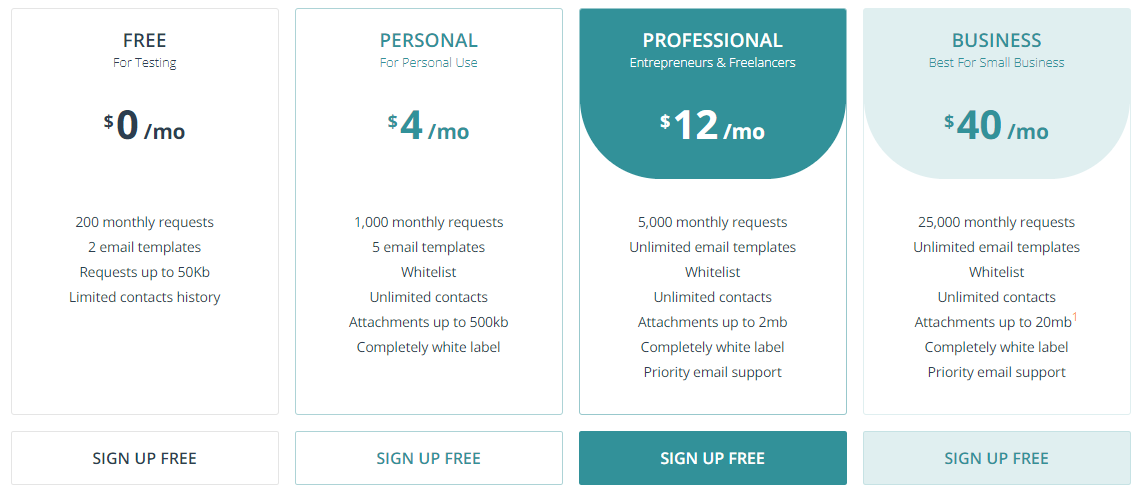 FREE
For Testing
$0 /mo
200 monthly requests
2 email templates
Requests up to 50Kb
Limited contacts history
SIGN UP FREE
PERSONAL
For Personal Use
$4 /mo
1,000 monthly requests
5 email templates
Whitelist
Unlimited contacts
Attachments up to 500kb
Completely white label
SIGN UP FREE
PROFESSIONAL
Entrepreneurs & Freelancers
$12 /mo
5,000 monthly requests
Unlimited email templates
Whitelist
Unlimited contacts
Attachments up to 2mb
Completely white label
Priority email support
SIGN UP FREE
BUSINESS
Best For Small Business
$40 /mo
25,000 monthly requests
Unlimited email templates
Whitelist
Unlimited contacts
Attachments up to 20mb¹
Completely white label
Priority email support
SIGN UP FREE